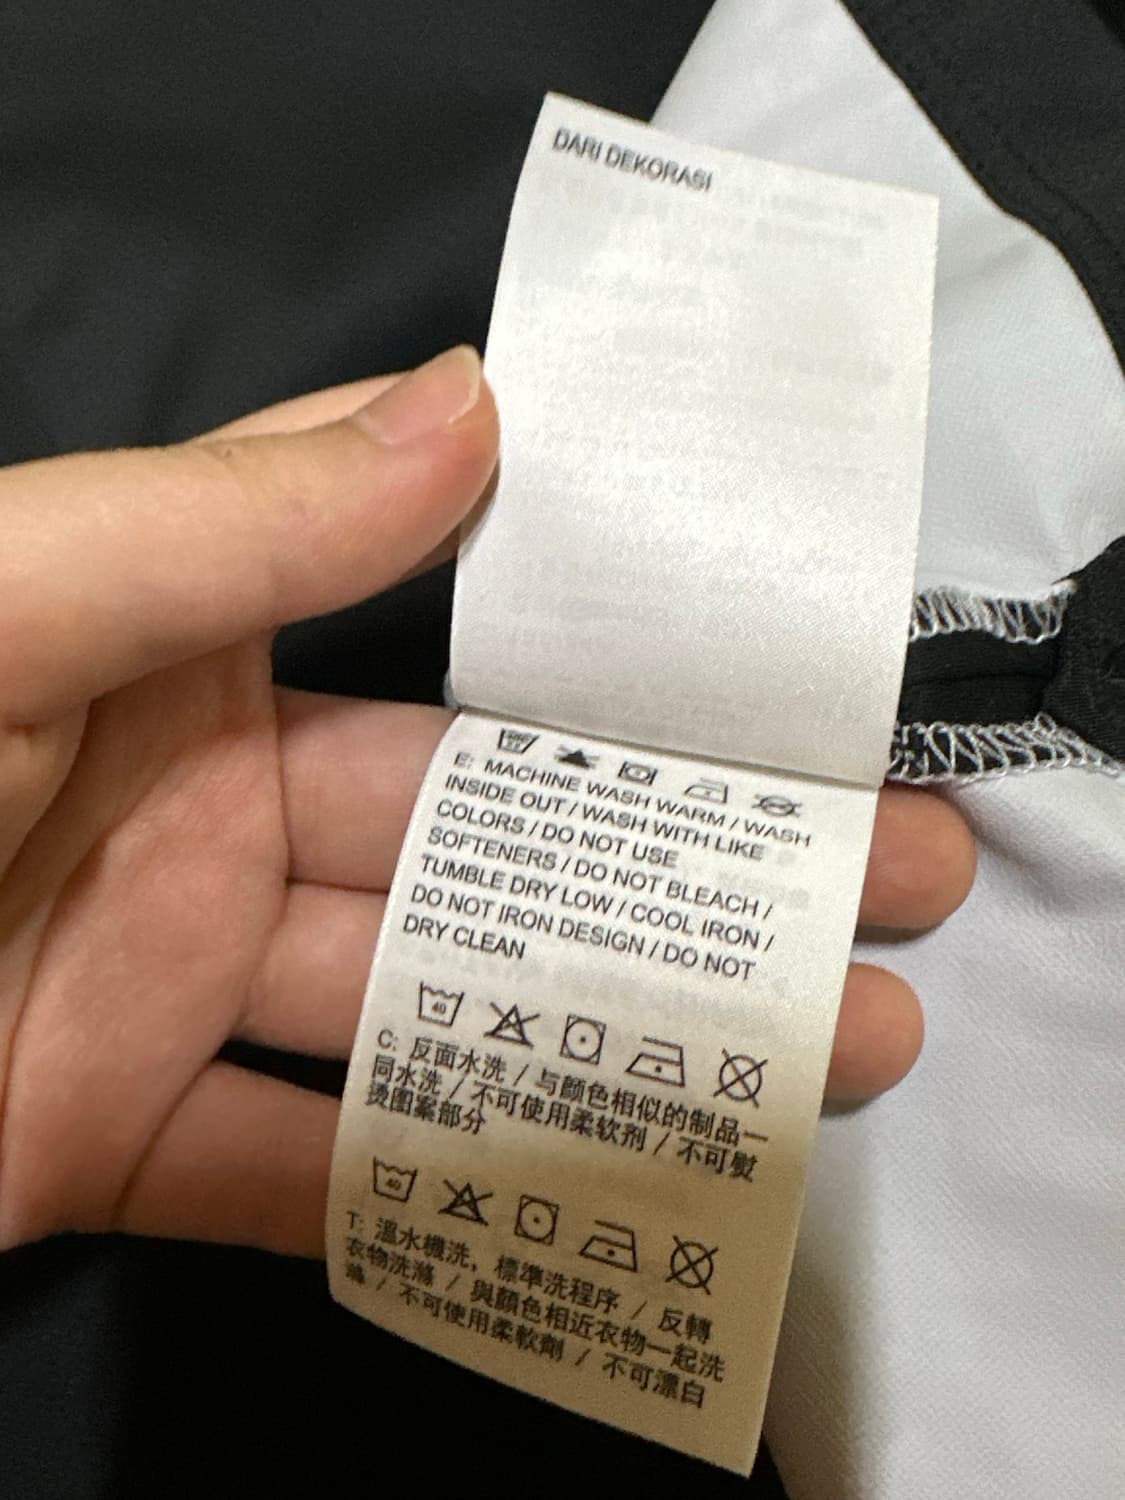 DARI DEKORASI
E: MACHINE WASH WARM / WASH
INSIDE OUT / WASH WITH LIKE
COLORS / DO NOT USE
SOFTENERS / DO NOT BLEACH /
TUMBLE DRY LOW / COOL IRON /
DO NOT IRON DESIGN / DO NOT
DRY CLEAN
40
C: 反面水洗 / 与颜色相似的制品一
同水洗 / 不可使用柔软剂 / 不可熨
烫图案部分
40
T: 溫水機洗，標準洗程序 / 反轉
衣物洗滌 / 與顏色相近衣物一起洗
滌 / 不可使用柔軟劑 / 不可漂白